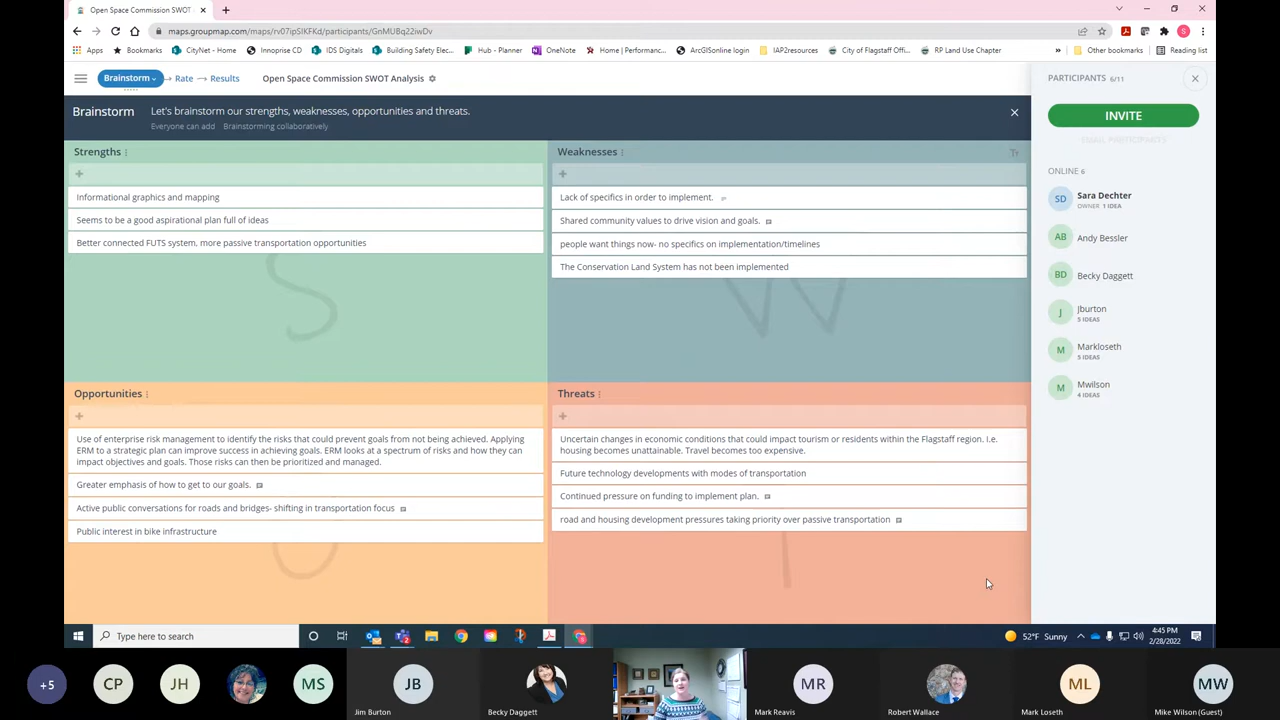 Open Space Commission SWOT
maps.groupmap.com/maps/rv07ipSIKFKd/participants/GnMUBq22iwDv
Apps
Bookmarks
CityNet - Home
Innoprise CD
IDS Digitals
Building Safety Elec...
Hub - Planner
OneNote
Home | Performanc...
ArcGISonline login
IAP2resources
City of Flagstaff Offi...
RP Land Use Chapter
»
Other bookmarks
Reading list
Brainstorm
Rate
Results
Open Space Commission SWOT Analysis
PARTICIPANTS 6/11
Brainstorm
Let's brainstorm our strengths, weaknesses, opportunities and threats.
Everyone can add
Brainstorming collaboratively
INVITE
EMAIL PARTICIPANTS
Strengths
Informational graphics and mapping
Seems to be a good aspirational plan full of ideas
Better connected FUTS system, more passive transportation opportunities
S
Weaknesses
Lack of specifics in order to implement.
Shared community values to drive vision and goals.
people want things now- no specifics on implementation/timelines
The Conservation Land System has not been implemented
W
Opportunities
Use of enterprise risk management to identify the risks that could prevent goals from not being achieved. Applying
ERM to a strategic plan can improve success in achieving goals. ERM looks at a spectrum of risks and how they can
impact objectives and goals. Those risks can then be prioritized and managed.
Greater emphasis of how to get to our goals.
Active public conversations for roads and bridges- shifting in transportation focus
Public interest in bike infrastructure
O
Threats
Uncertain changes in economic conditions that could impact tourism or residents within the Flagstaff region. I.e.
housing becomes unattainable. Travel becomes too expensive.
Future technology developments with modes of transportation
Continued pressure on funding to implement plan.
road and housing development pressures taking priority over passive transportation
T
ONLINE 6
SD
Sara Dechter
OWNER 1 IDEA
AB
Andy Bessler
BD
Becky Daggett
J
Jburton
5 IDEAS
M
Markloseth
5 IDEAS
M
Mwilson
4 IDEAS
Type here to search
52°F Sunny
4:45 PM
2/28/2022
+5
CP
JH
MS
JB
Jim Burton
Becky Daggett
MR
Mark Reavis
Robert Wallace
ML
Mark Loseth
MW
Mike Wilson (Guest)